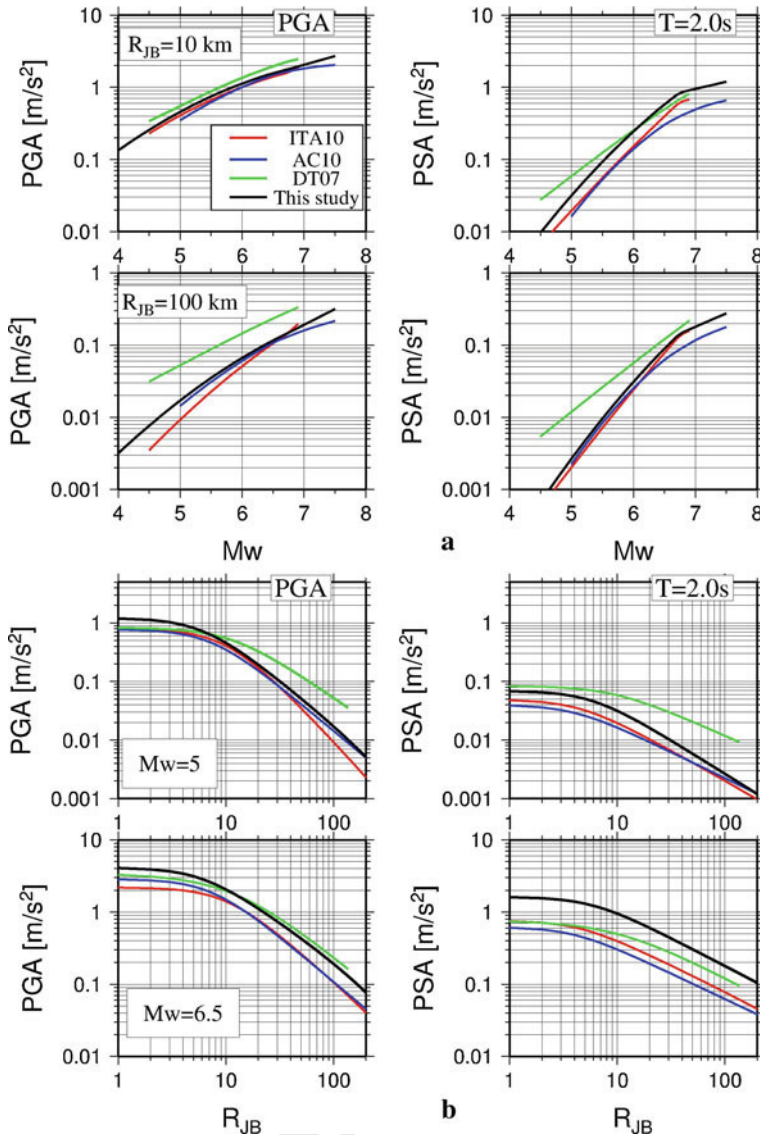 PGA
T=2.0s
R_JB=10 km
PGA [m/s²]
10
1
0.1
0.01
4 5 6 7 8
ITA10
AC10
DT07
This study
PSA [m/s²]
10
1
0.1
0.01
4 5 6 7 8
R_JB=100 km
PGA [m/s²]
1
0.1
0.01
0.001
4 5 6 7 8
Mw
PSA [m/s²]
1
0.1
0.01
0.001
4 5 6 7 8
Mw
a
PGA
T=2.0s
PGA [m/s²]
1
0.1
0.01
0.001
Mw=5
1 10 100
PSA [m/s²]
1
0.1
0.01
0.001
1 10 100
PGA [m/s²]
10
1
0.1
0.01
Mw=6.5
1 10 100
R_JB
PSA [m/s²]
10
1
0.1
0.01
1 10 100
R_JB
b